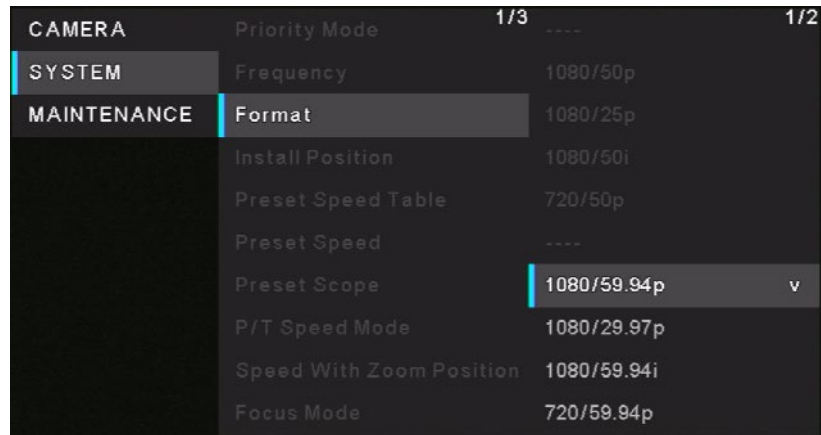 CAMERA
SYSTEM
MAINTENANCE
1/3
Priority Mode
Frequency
Format
Install Position
Preset Speed Table
Preset Speed
Preset Scope
P/T Speed Mode
Speed With Zoom Position
Focus Mode
1/2
----
1080/50p
1080/25p
1080/50i
720/50p
----
1080/59.94p v
1080/29.97p
1080/59.94i
720/59.94p